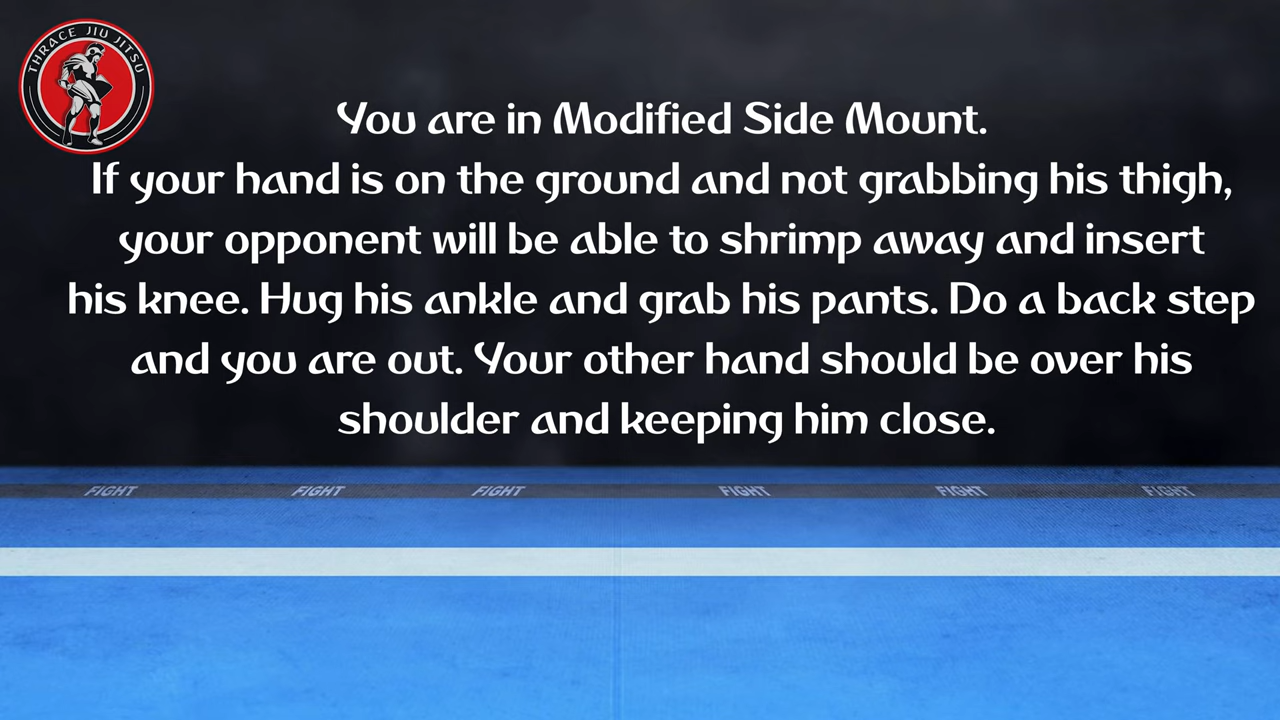 THRACE JIU JITSU
You are in Modified Side Mount.
If your hand is on the ground and not grabbing his thigh,
your opponent will be able to shrimp away and insert
his knee. Hug his ankle and grab his pants. Do a back step
and you are out. Your other hand should be over his
shoulder and keeping him close.
FIGHT FIGHT FIGHT FIGHT FIGHT FIGHT